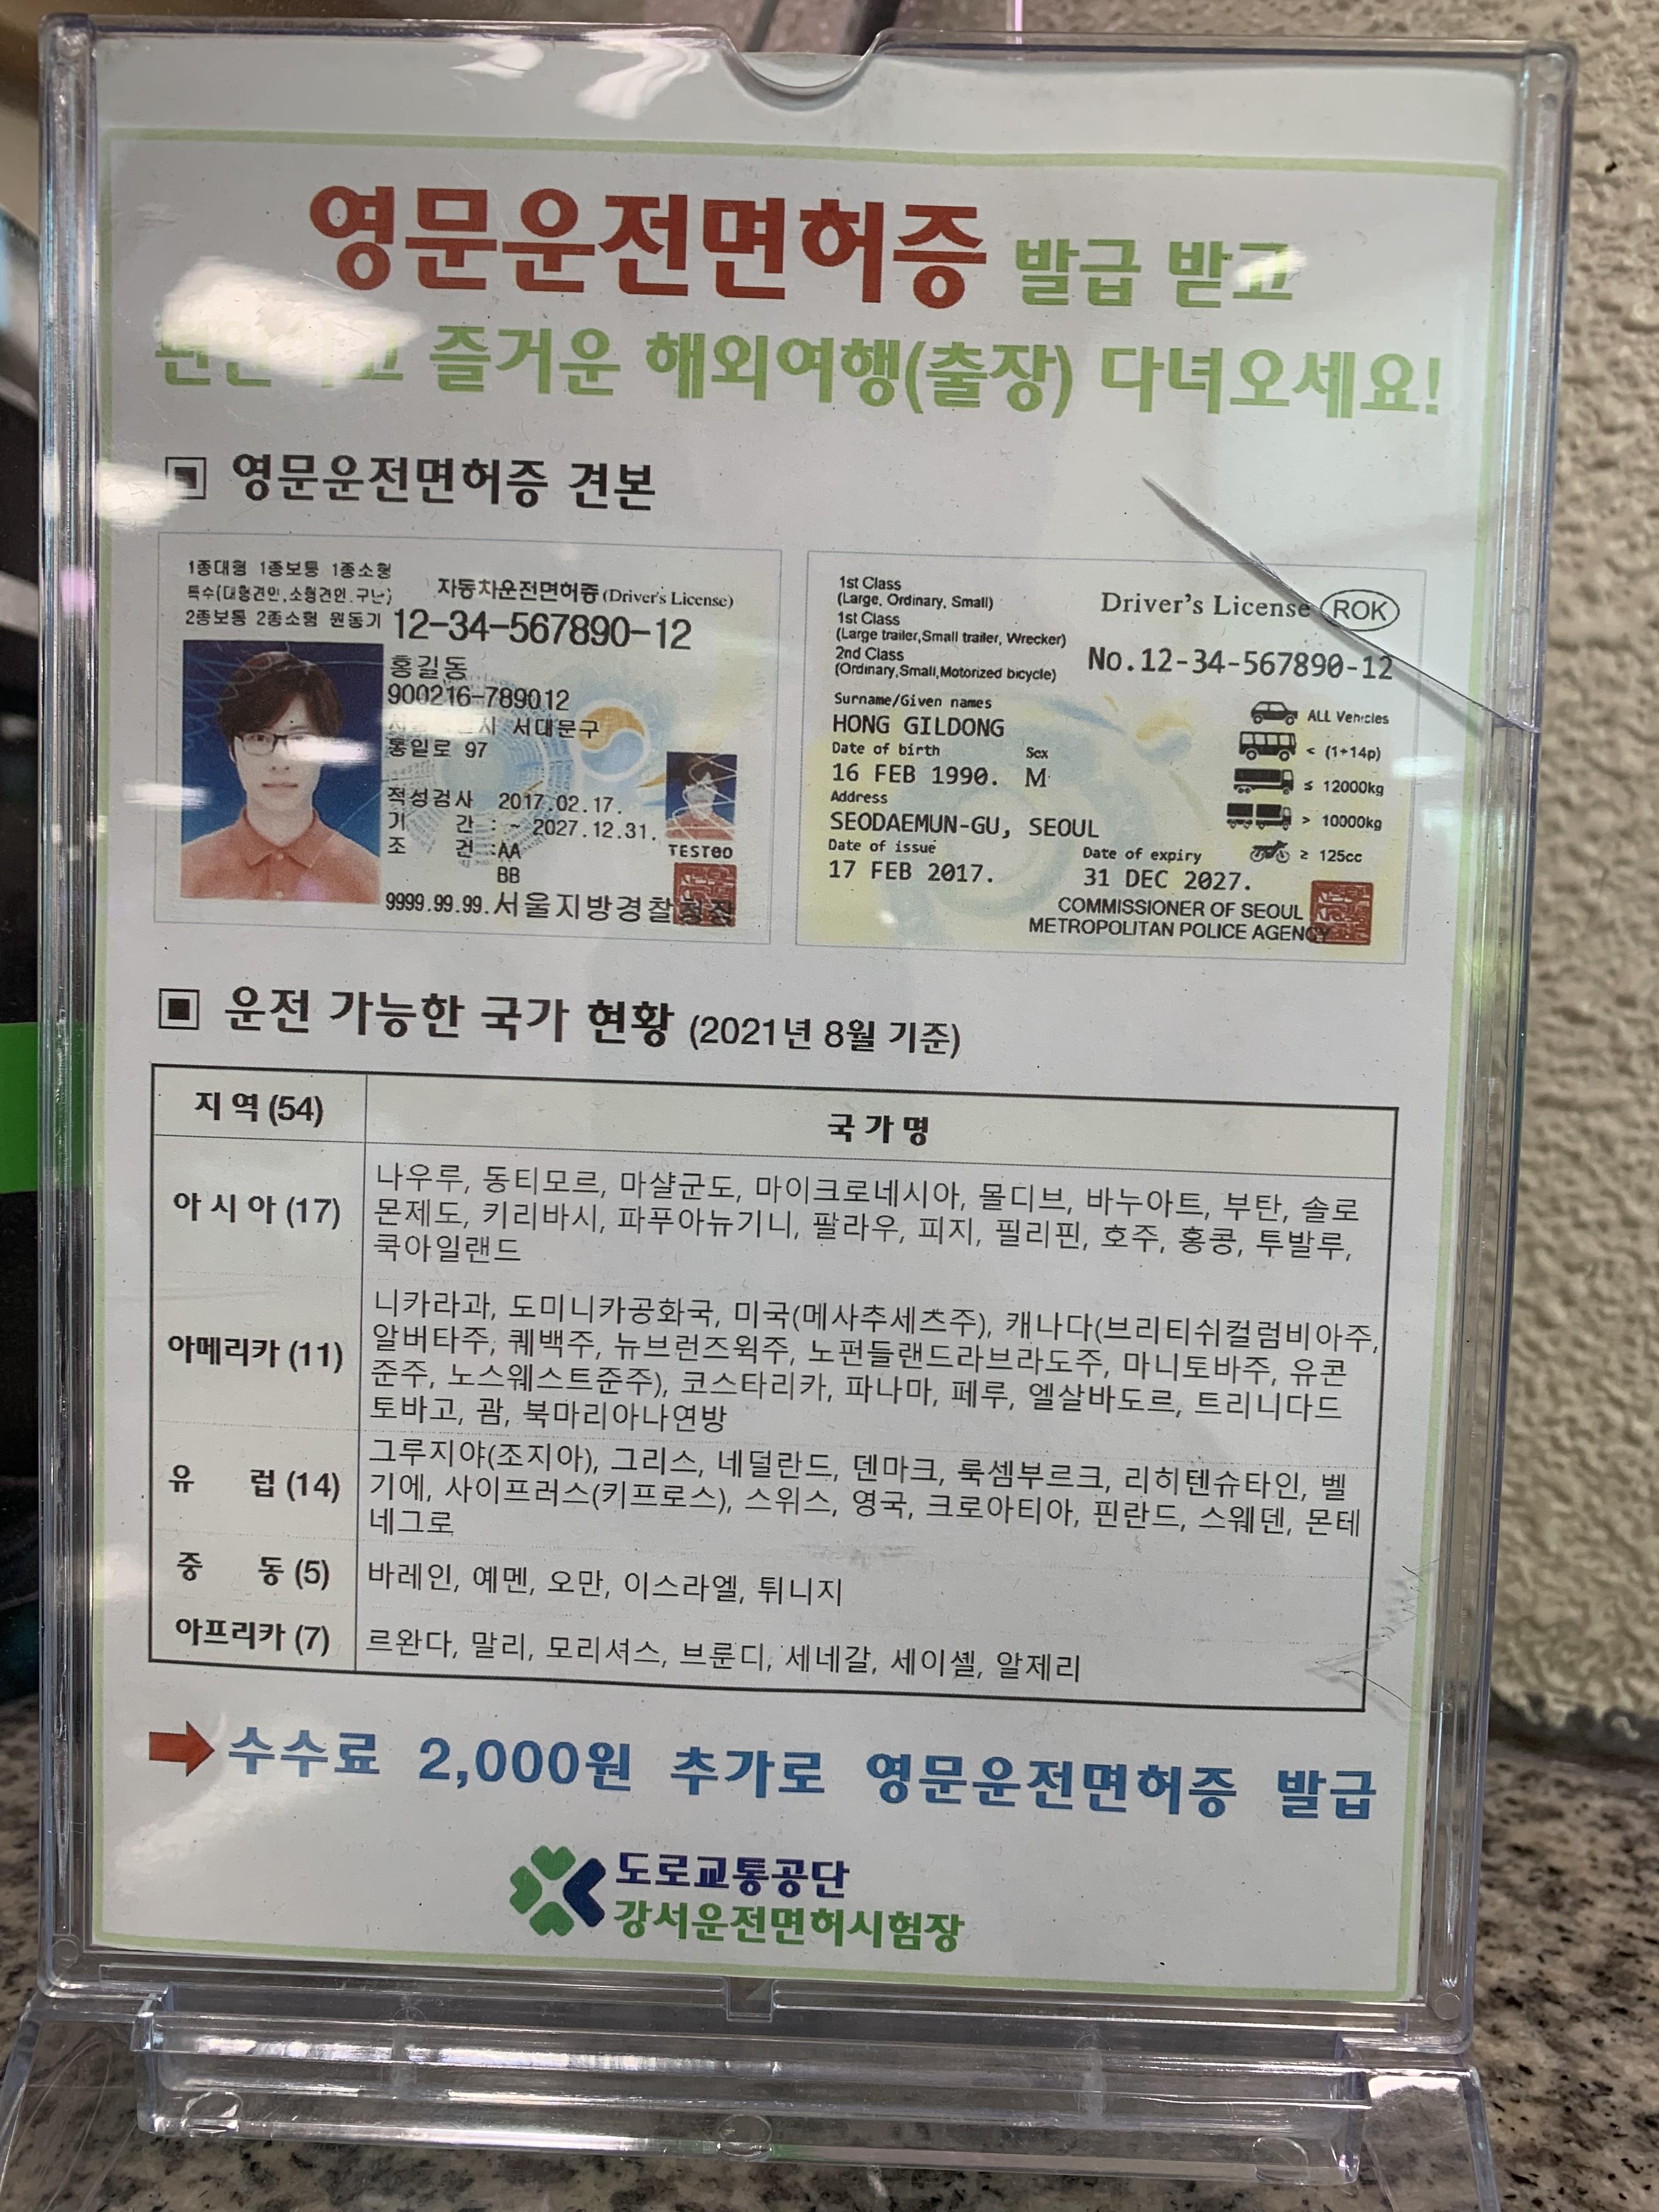 영문운전면허증 발급 받고
즐거운 해외여행(출장) 다녀오세요!
▣ 영문운전면허증 견본
1종대형 1종보통 1종소형
특수(대형견인,소형견인,구난)
2종보통 2종소형 원동기
자동차운전면허증(Driver's License)
12-34-567890-12
홍길동
900216-789012
서대문구
통일로 97
적성검사 2017.02.17.
기 간 : ~ 2027.12.31.
조 건 :AA
BB
TESTOD
9999.99.99.서울지방경찰청장
1st Class
(Large, Ordinary, Small)
1st Class
(Large trailer,Small trailer, Wrecker)
2nd Class
(Ordinary,Small,Motorized bicycle)
Driver's License ROK
No.12-34-567890-12
Surname/Given names
HONG GILDONG
Date of birth Sex
16 FEB 1990. M
Address
SEODAEMUN-GU, SEOUL
Date of issue
17 FEB 2017.
Date of expiry
31 DEC 2027.
ALL Vehicles
< (1+14p)
≤ 12000kg
> 10000kg
≥ 125cc
COMMISSIONER OF SEOUL
METROPOLITAN POLICE AGENCY
▣ 운전 가능한 국가 현황 (2021년 8월 기준)
지역(54) 국가명
아시아(17)
나우루, 동티모르, 마샬군도, 마이크로네시아, 몰디브, 바누아트, 부탄, 솔로
몬제도, 키리바시, 파푸아뉴기니, 팔라우, 피지, 필리핀, 호주, 홍콩, 투발루,
쿡아일랜드
아메리카(11)
니카라과, 도미니카공화국, 미국(메사추세츠주), 캐나다(브리티쉬컬럼비아주,
알버타주, 퀘백주, 뉴브런즈윅주, 노펀들랜드라브라도주, 마니토바주, 유콘
준주, 노스웨스트준주), 코스타리카, 파나마, 페루, 엘살바도르, 트리니다드
토바고, 괌, 북마리아나연방
유 럽(14)
그루지야(조지아), 그리스, 네덜란드, 덴마크, 룩셈부르크, 리히텐슈타인, 벨
기에, 사이프러스(키프로스), 스위스, 영국, 크로아티아, 핀란드, 스웨덴, 몬테
네그로
중 동(5) 바레인, 예멘, 오만, 이스라엘, 튀니지
아프리카(7) 르완다, 말리, 모리셔스, 브룬디, 세네갈, 세이셸, 알제리
➡수수료 2,000원 추가로 영문운전면허증 발급
도로교통공단
강서운전면허시험장